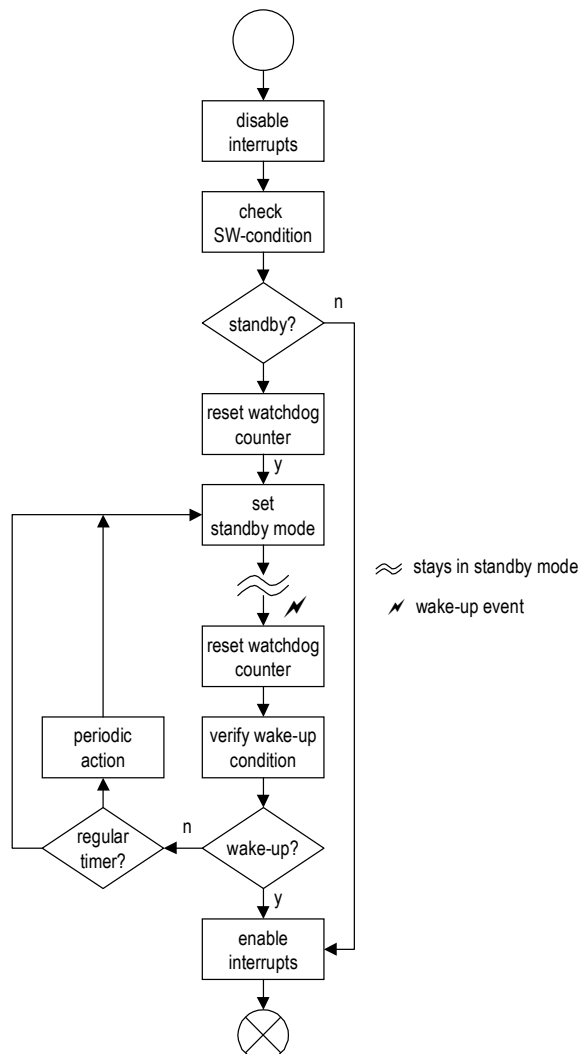 disable
interrupts
check
SW-condition
n
standby?
reset watchdog
counter
y
set
standby mode
stays in standby mode
wake-up event
reset watchdog
counter
periodic
action
verify wake-up
condition
n
regular
timer?
wake-up?
y
enable
interrupts